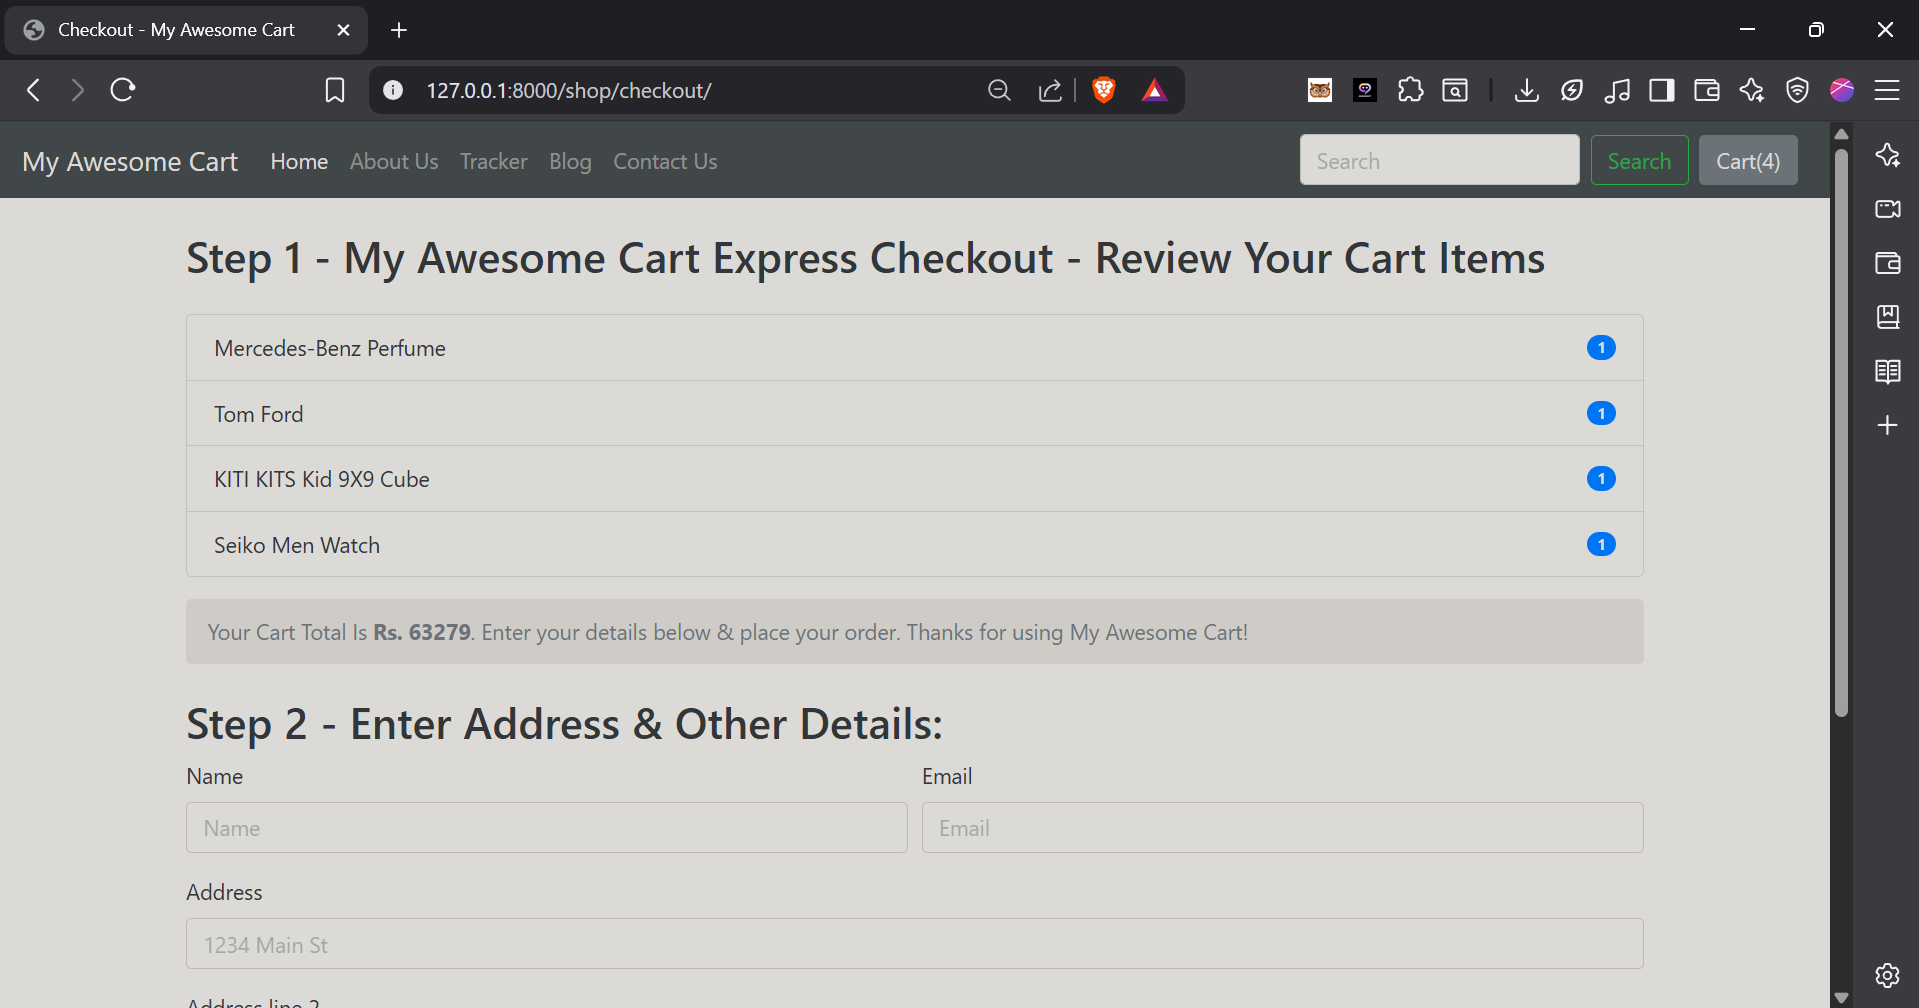 Checkout - My Awesome Cart
127.0.0.1:8000/shop/checkout/
My Awesome Cart Home About Us Tracker Blog Contact Us Search Search Cart(4)
Step 1 - My Awesome Cart Express Checkout - Review Your Cart Items
Mercedes-Benz Perfume 1
Tom Ford 1
KITI KITS Kid 9X9 Cube 1
Seiko Men Watch 1
Your Cart Total Is Rs. 63279. Enter your details below & place your order. Thanks for using My Awesome Cart!
Step 2 - Enter Address & Other Details:
Name Email
Name Email
Address
1234 Main St
Address line 2